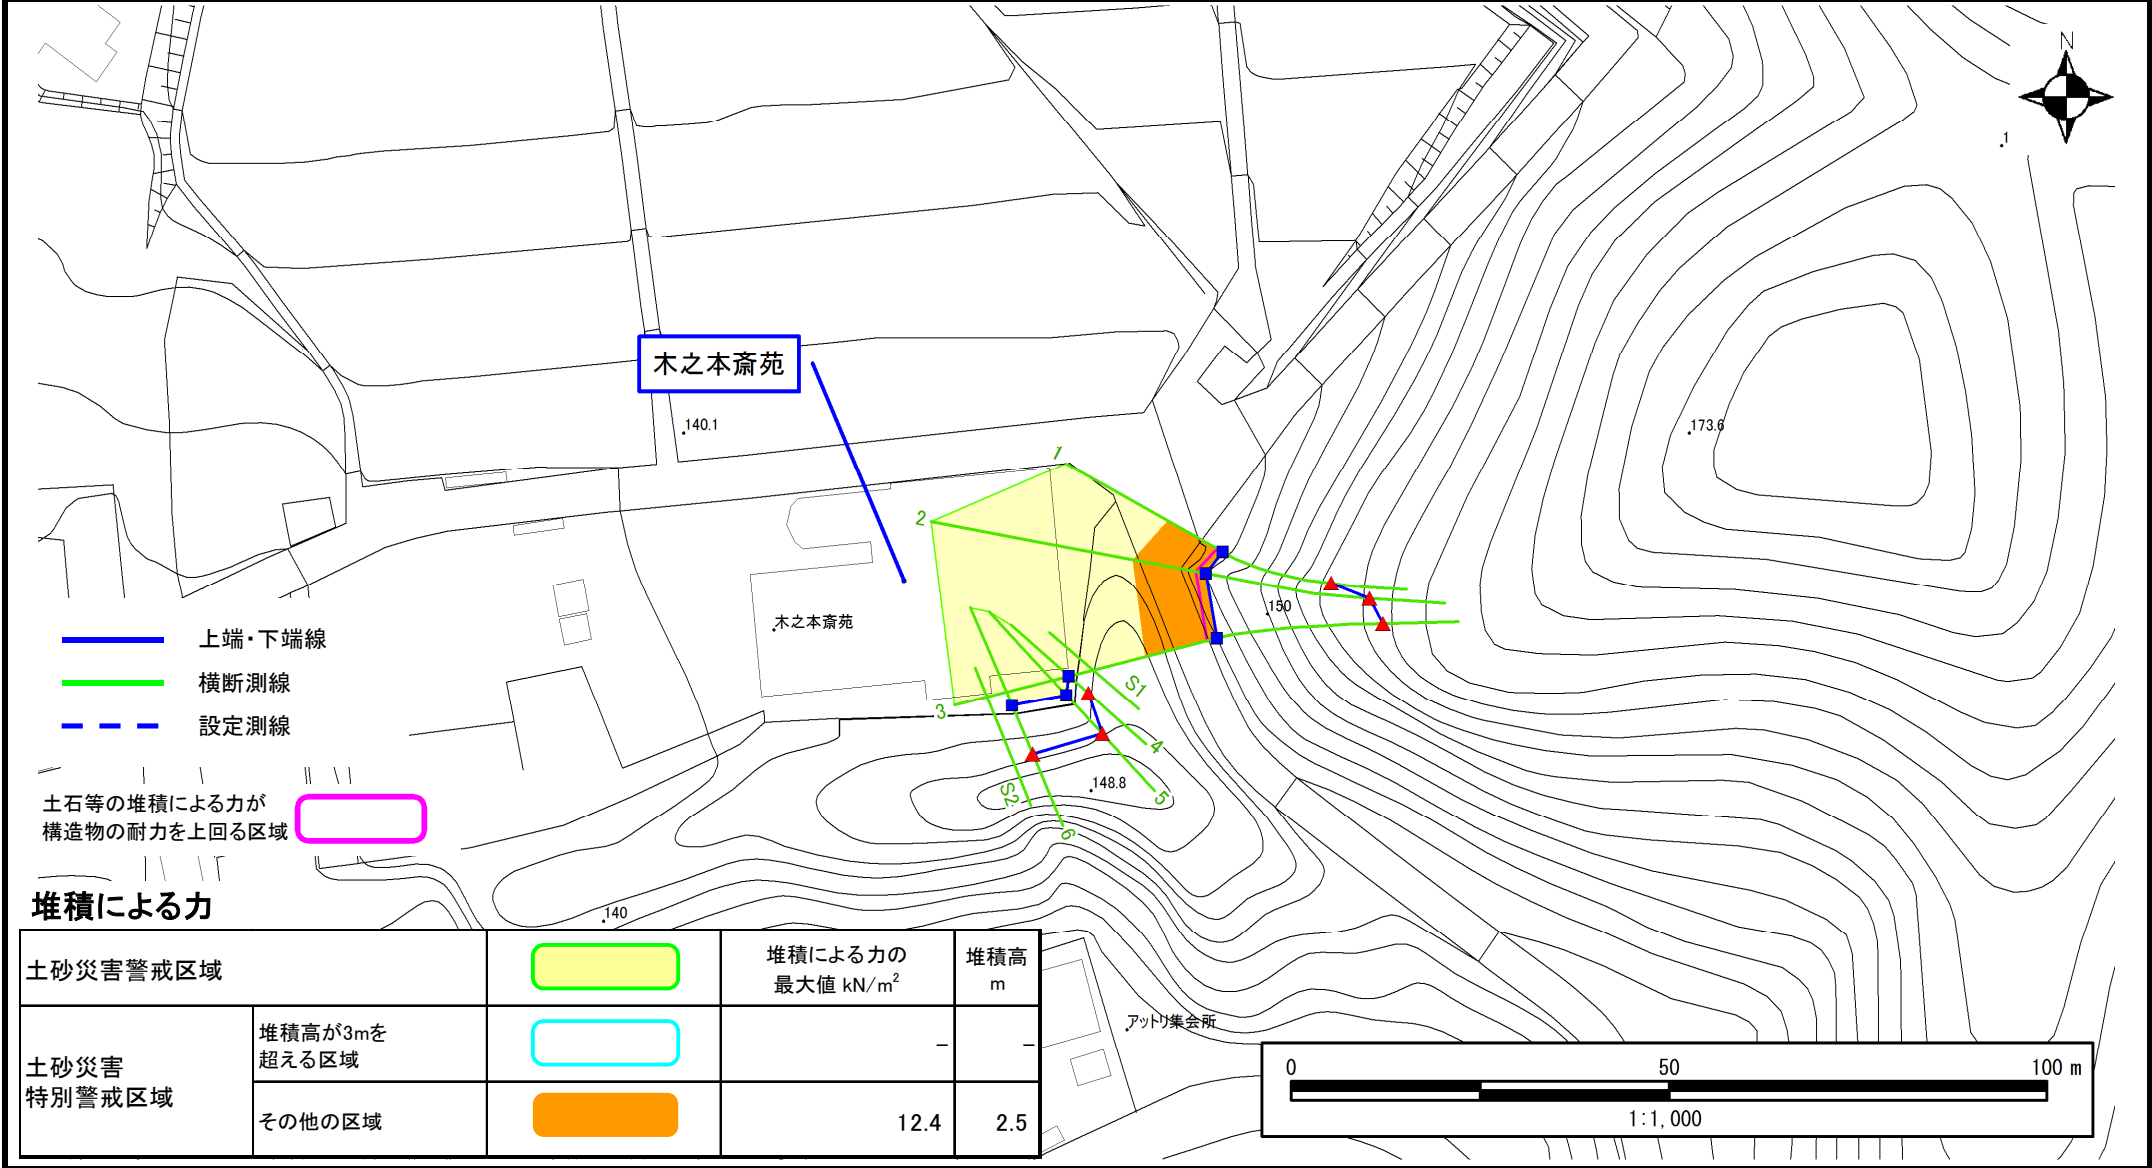 N
1
木之本斎苑
140.1
173.6
1
2
150
木之本斎苑
上端・下端線
横断測線
設定測線
S1
3
4
148.8
5
S2
6
土石等の堆積による力が
構造物の耐力を上回る区域
堆積による力
140
土砂災害警戒区域
堆積による力の
最大値 kN/m²
堆積高
m
土砂災害
特別警戒区域
堆積高が3mを
超える区域
－
－
その他の区域
12.4
2.5
アットリ集会所
0 50 100 m
1:1,000